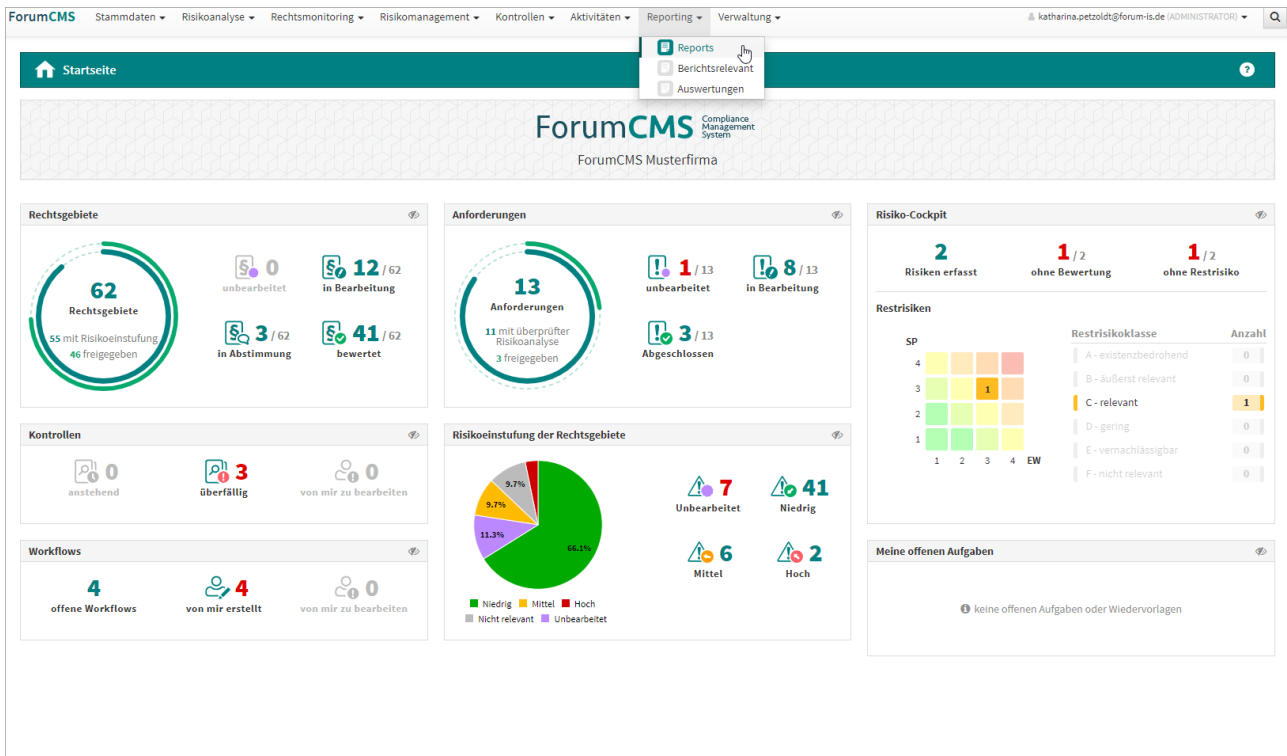 ForumCMS Stammdaten Risikoanalyse Rechtsmonitoring Risikomanagement Kontrollen Aktivitäten Reporting Verwaltung katharina.petzoldt@forum-is.de (ADMINISTRATOR)
Reports
Berichtsrelevant
Auswertungen
Startseite
?
ForumCMS Compliance Management System
ForumCMS Musterfirma
Rechtsgebiete
62
Rechtsgebiete
55 mit Risikoeinstufung
46 freigegeben
0
unbearbeitet
12 / 62
in Bearbeitung
3 / 62
in Abstimmung
41 / 62
bewertet
Anforderungen
13
Anforderungen
11 mit überprüfter
Risikoanalyse
3 freigegeben
1 / 13
unbearbeitet
8 / 13
in Bearbeitung
3 / 13
Abgeschlossen
Risiko-Cockpit
2
Risiken erfasst
1 / 2
ohne Bewertung
1 / 2
ohne Restrisiko
Restrisiken
SP
4
3
2
1
1
1 2 3 4 EW
Restrisikoklasse Anzahl
A - existenzbedrohend 0
B - äußerst relevant 0
C - relevant 1
D - gering 0
E - vernachlässigbar 0
F - nicht relevant 0
Kontrollen
0
anstehend
3
überfällig
0
von mir zu bearbeiten
Risikoeinstufung der Rechtsgebiete
9.7%
9.7%
11.3%
66.1%
Niedrig Mittel Hoch
Nicht relevant Unbearbeitet
7
Unbearbeitet
41
Niedrig
6
Mittel
2
Hoch
Workflows
4
offene Workflows
4
von mir erstellt
0
von mir zu bearbeiten
Meine offenen Aufgaben
keine offenen Aufgaben oder Wiedervorlagen